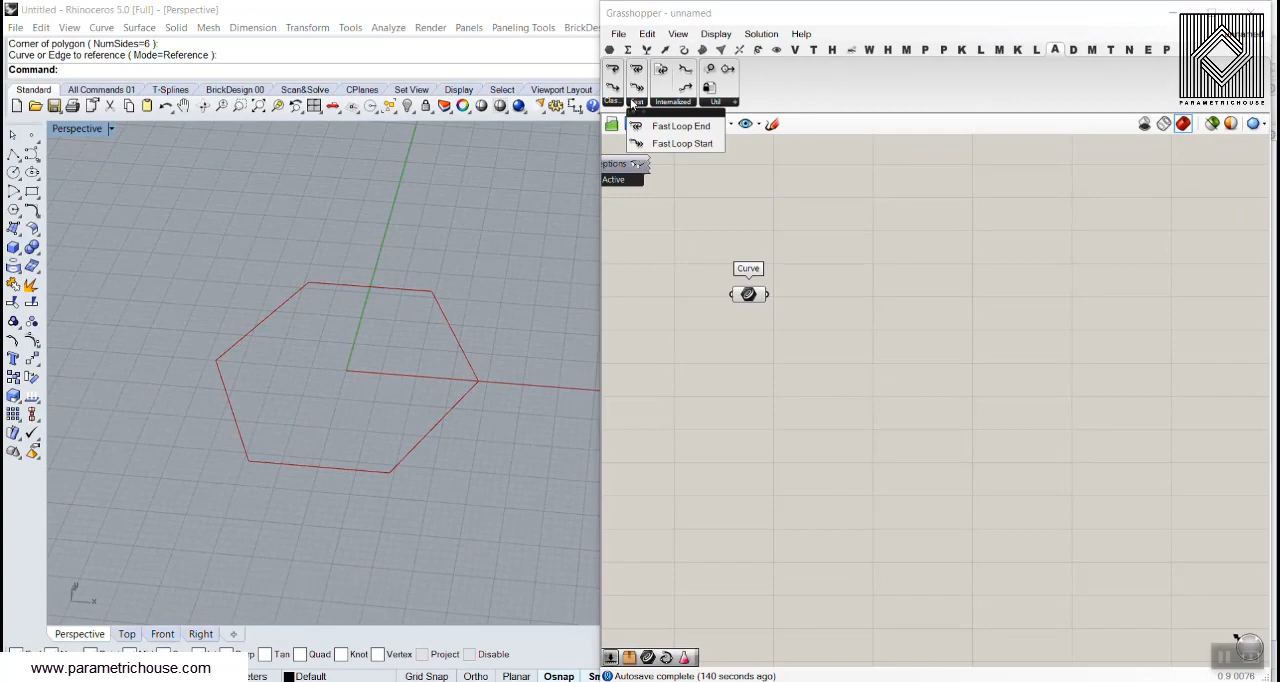 Untitled - Rhinoceros 5.0 [Full] - [Perspective]
File Edit View Curve Surface Solid Mesh Dimension Transform Tools Analyze Render Panels Paneling Tools BrickDes
Corner of polygon ( NumSides=6 ):
Curve or Edge to reference ( Mode=Reference ):
Command:
Standard All Commands 01 T-Splines BrickDesign 00 Scan&Solve CPlanes Set View Display Select Viewport Layout
Perspective
y
x
Perspective Top Front Right
Tan Quad Knot Vertex Project Disable
www.parametrichouse.com
eters Default Grid Snap Ortho Planar Osnap Sm
Grasshopper - unnamed
File Edit View Display Solution Help
V T H W H M P P K L M K L A D M T N E P
Internalized Util
Fast Loop End
Fast Loop Start
ptions
Active
Curve
PARAMETRICHOUSE
Autosave complete (140 seconds ago)
0.9.0076